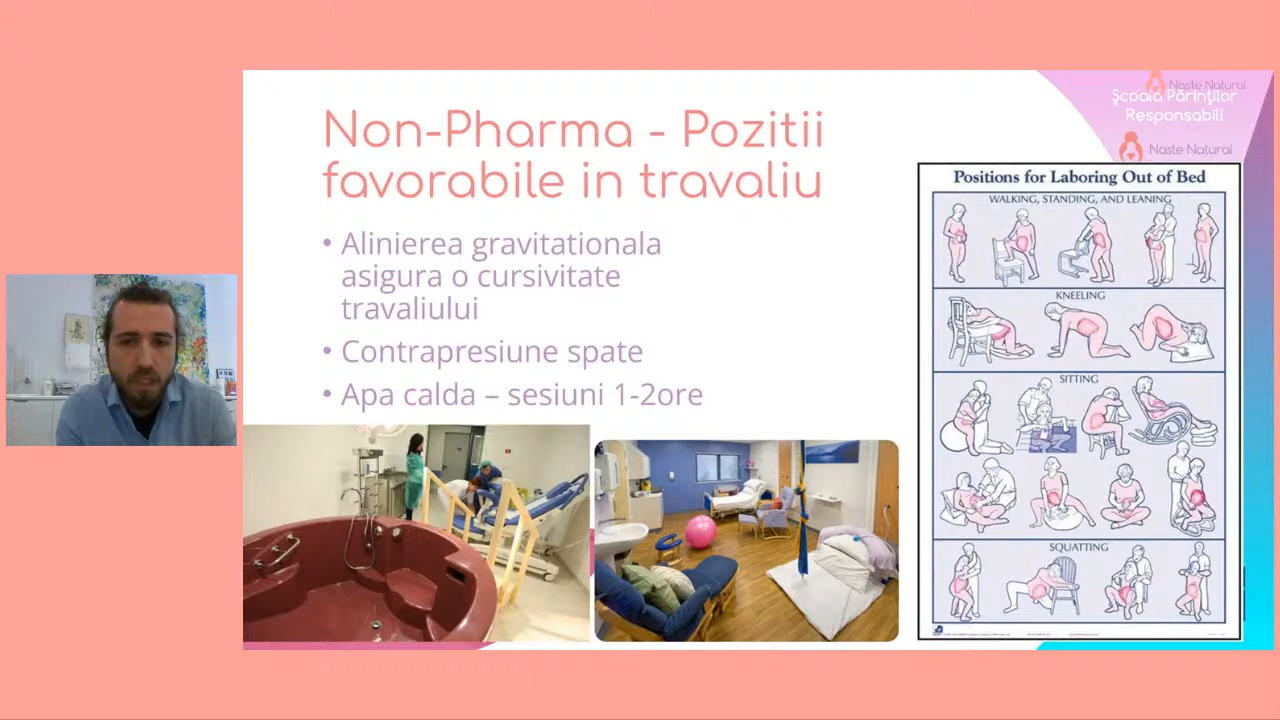 Non-Pharma - Pozitii
favorabile in travaliu
• Alinierea gravitationala
asigura o cursivitate
travaliului
• Contrapresiune spate
• Apa calda – sesiuni 1-2ore
Naste Natural
Şcoala Părinţilor
Responsabili
Naste Natural
Positions for Laboring Out of Bed
WALKING, STANDING, AND LEANING
KNEELING
SITTING
SQUATTING